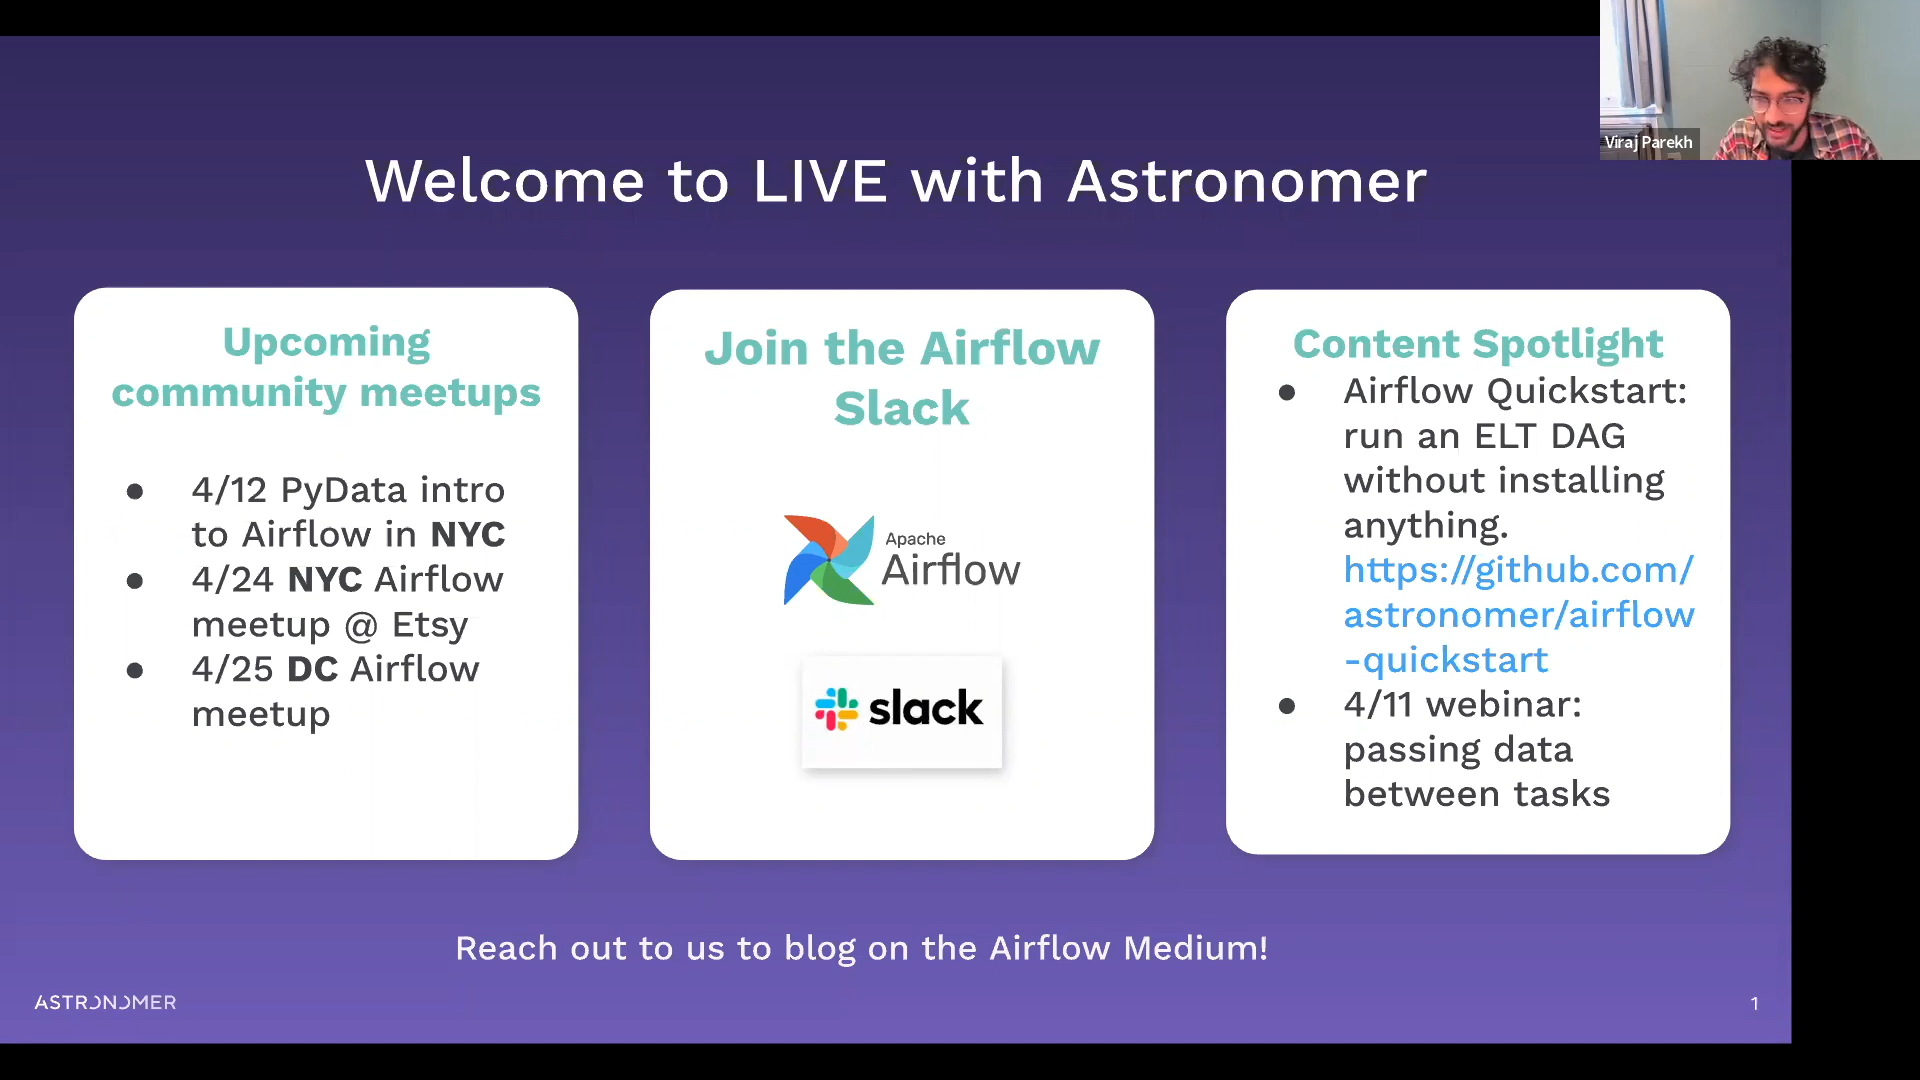 Viraj Parekh
Welcome to LIVE with Astronomer
Upcoming
community meetups
● 4/12 PyData intro
to Airflow in NYC
● 4/24 NYC Airflow
meetup @ Etsy
● 4/25 DC Airflow
meetup
Join the Airflow
Slack
Apache
Airflow
slack
Content Spotlight
● Airflow Quickstart:
run an ELT DAG
without installing
anything.
https://github.com/
astronomer/airflow
-quickstart
● 4/11 webinar:
passing data
between tasks
Reach out to us to blog on the Airflow Medium!
ASTRONOMER
1